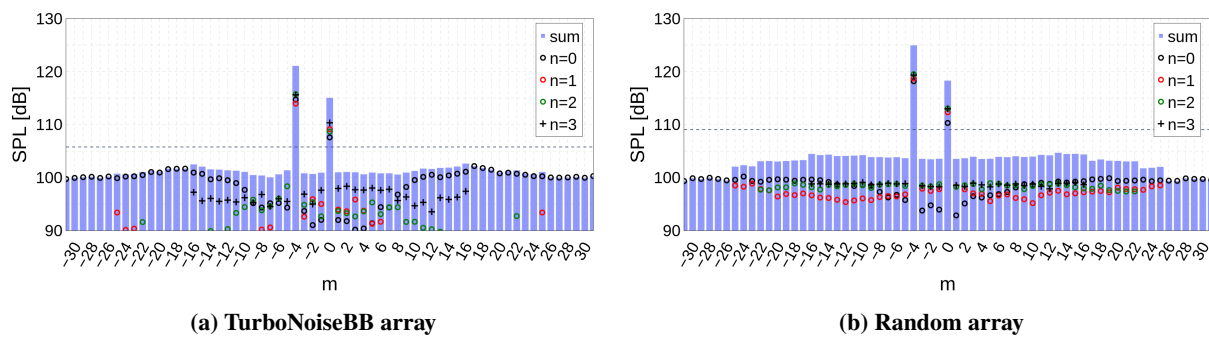 130
120
110
100
90
SPL [dB]
sum
n=0
n=1
n=2
n=3
−30 −28 −26 −24 −22 −20 −18 −16 −14 −12 −10 −8 −6 −4 −2 0 2 4 6 8 10 12 14 16 18 20 22 24 26 28 30
m
(a) TurboNoiseBB array
130
120
110
100
90
SPL [dB]
sum
n=0
n=1
n=2
n=3
−30 −28 −26 −24 −22 −20 −18 −16 −14 −12 −10 −8 −6 −4 −2 0 2 4 6 8 10 12 14 16 18 20 22 24 26 28 30
m
(b) Random array